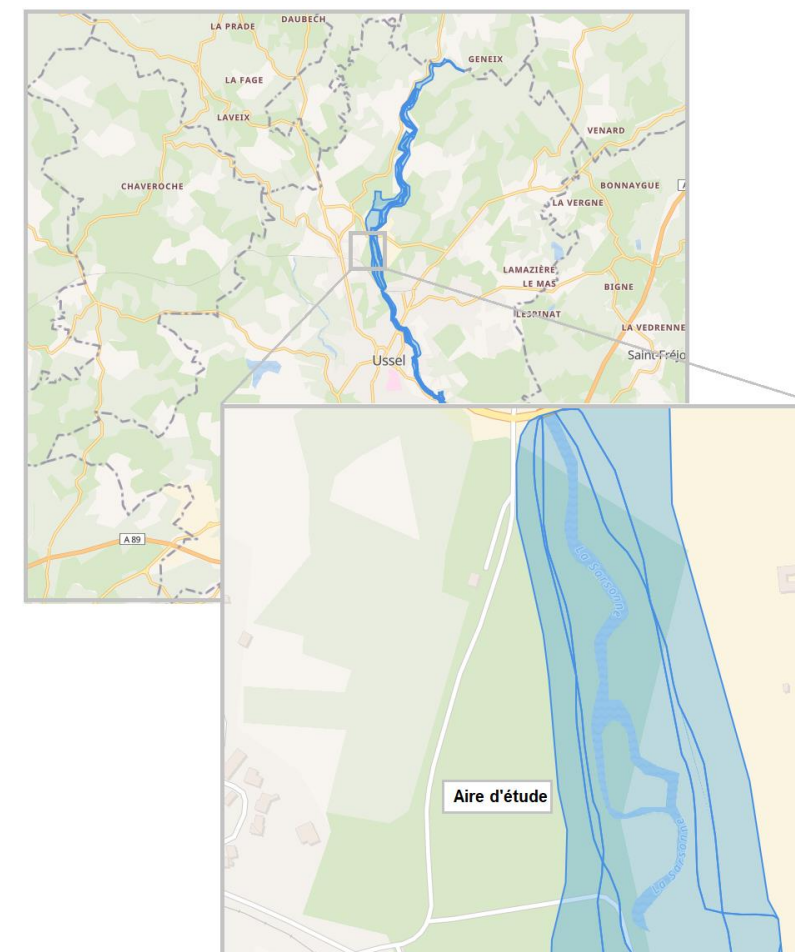 LA PRADE
DAUBECH
GENEIX
LA FAGE
LAVEIX
VENARD
CHAVEROCHE
BONNAYGUE
A
LA VERGNE
LAMAZIÈRE
LE MAS
BIGNE
LESPINAT
LA VEDRENNE
Saint-Fréjo
Ussel
A 89
La Sarsonne
Aire d'étude
La Sarsonne